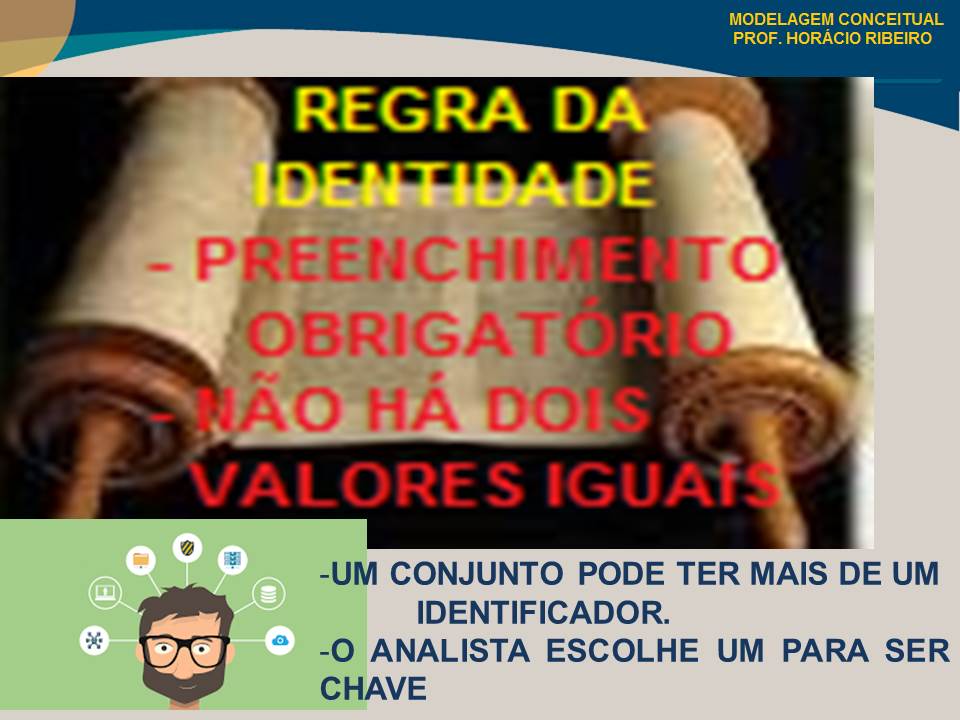 MODELAGEM CONCEITUAL
PROF. HORÁCIO RIBEIRO
REGRA DA
IDENTIDADE
- PREENCHIMENTO
OBRIGATÓRIO
- NÃO HÁ DOIS
VALORES IGUAIS
-UM CONJUNTO PODE TER MAIS DE UM
IDENTIFICADOR.
-O ANALISTA ESCOLHE UM PARA SER
CHAVE